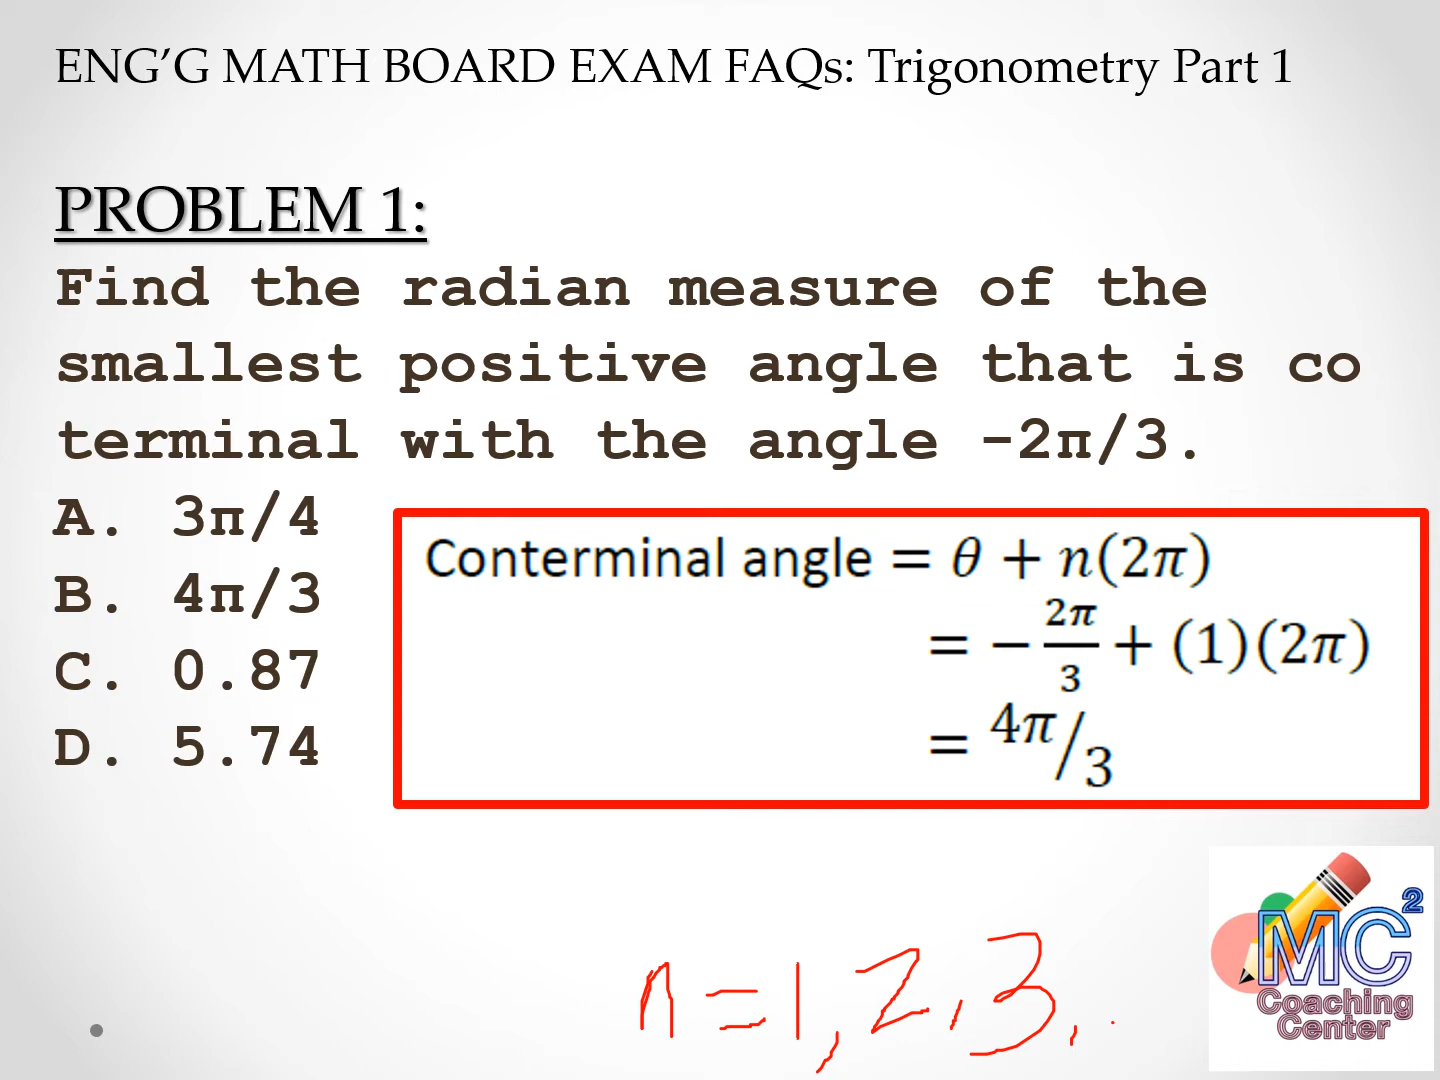 ENG’G MATH BOARD EXAM FAQs: Trigonometry Part 1
PROBLEM 1:
Find the radian measure of the
smallest positive angle that is co
terminal with the angle -2π/3.
A. 3π/4
B. 4π/3
C. 0.87
D. 5.74
Conterminal angle = θ + n(2π)
= − 2π/3 + (1)(2π)
= 4π/3
n = 1, 2, 3, .
MC²
Coaching
Center